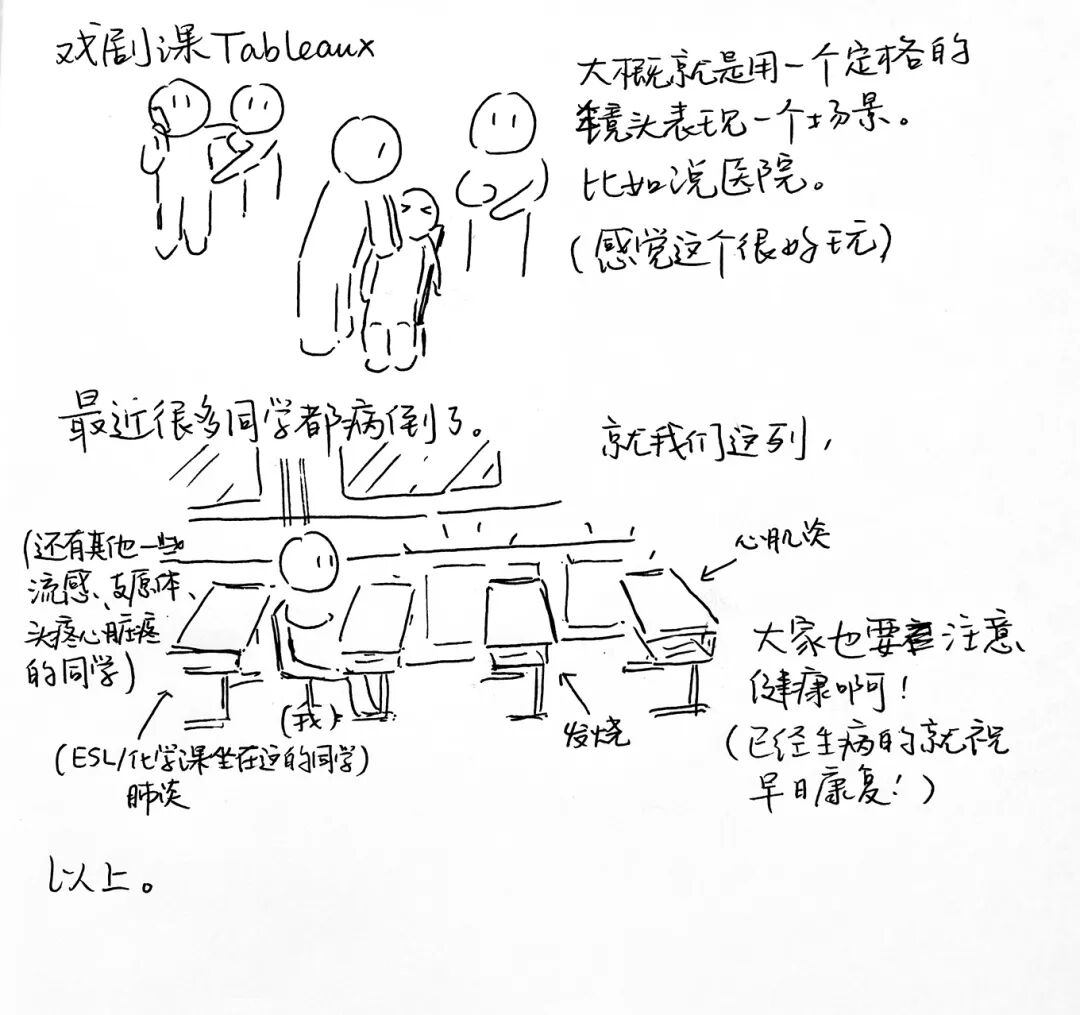 戏剧课Tableaux
大概就是用一个定格的
镜头表现一个场景。
比如说医院。
(感觉这个很好玩)
最近很多同学都病倒了。
就我们这列，
(还有其他一些
流感、支原体、
头疼心脏疼
的同学)
心肌炎
(我)
发烧
(ESL/化学课坐在这的同学)
肺炎
大家也要注意
健康啊！
(已经生病的就祝
早日康复！)
以上。